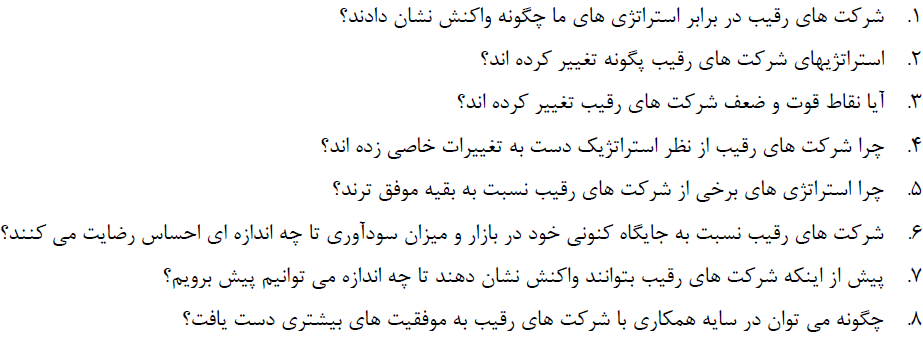 ۱. شرکت های رقیب در برابر استراتژی های ما چگونه واکنش نشان دادند؟
۲. استراتژیهای شرکت های رقیب پگونه تغییر کرده اند؟
۳. آیا نقاط قوت و ضعف شرکت های رقیب تغییر کرده اند؟
۴. چرا شرکت های رقیب از نظر استراتژیک دست به تغییرات خاصی زده اند؟
۵. چرا استراتژی های برخی از شرکت های رقیب نسبت به بقیه موفق ترند؟
۶. شرکت های رقیب نسبت به جایگاه کنونی خود در بازار و میزان سودآوری تا چه اندازه ای احساس رضایت می کنند؟
۷. پیش از اینکه شرکت های رقیب بتوانند واکنش نشان دهند تا چه اندازه می توانیم پیش برویم؟
۸. چگونه می توان در سایه همکاری با شرکت های رقیب به موفقیت های بیشتری دست یافت؟